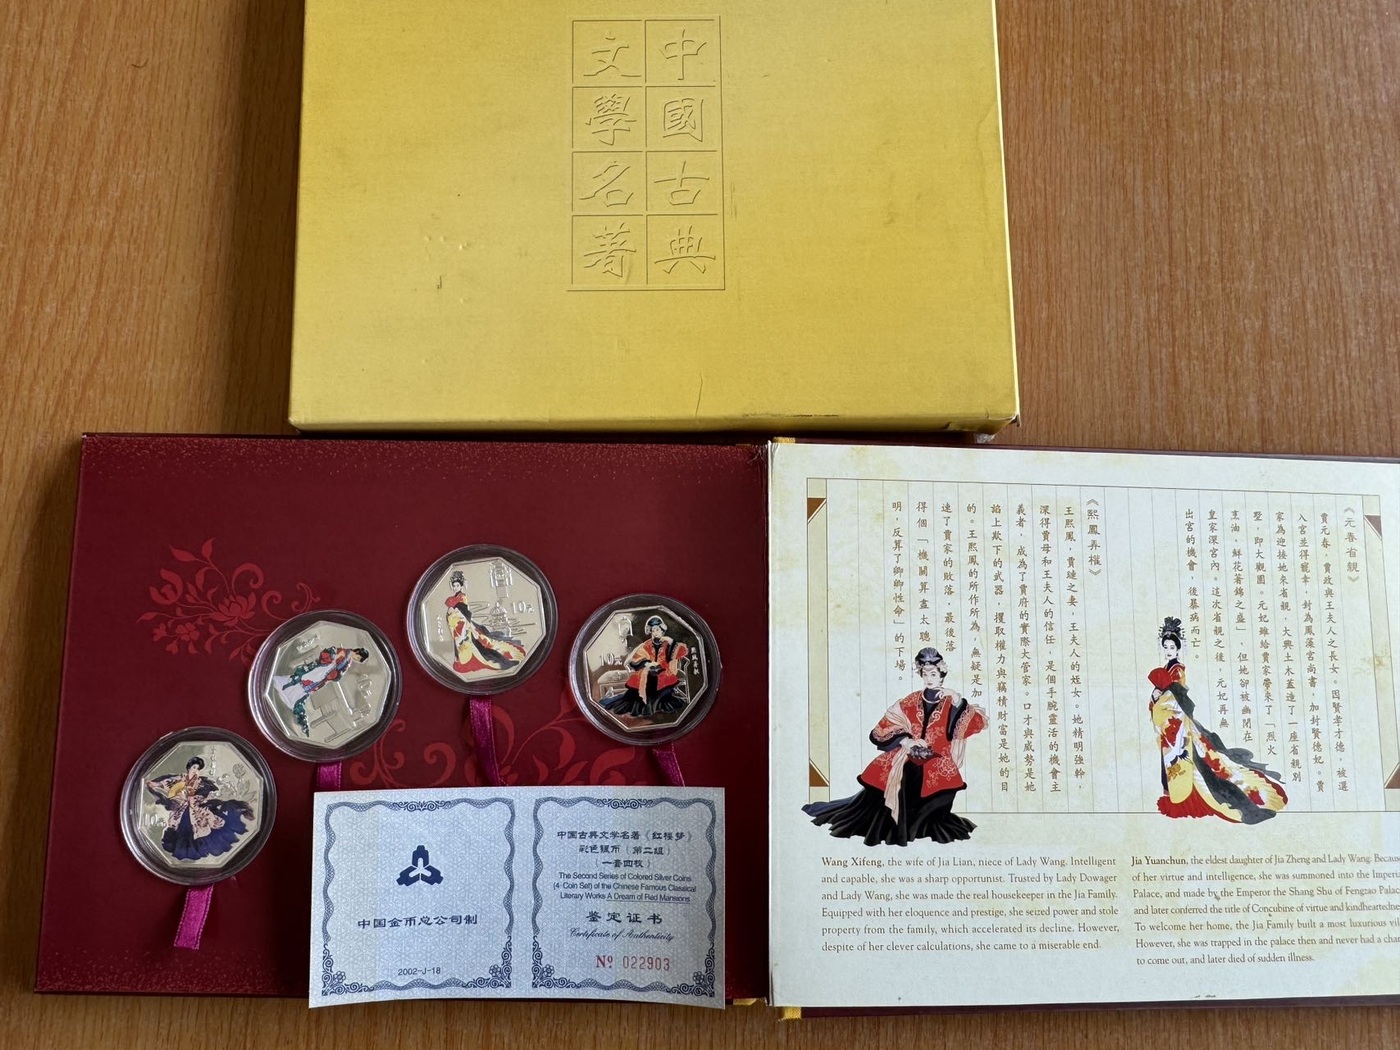 中國古典
文學名著
10元
10元
10元
熙鳳弄權
中国金币总公司制
2002-J-18
中国古典文学名著《红楼梦》
彩色银币（第二组）
（一套四枚）
The Second Series of Colored Silver Coins
(4-Coin Set) of the Chinese Famous Classical
Literary Works A Dream of Red Mansions
鉴定证书
Certificate of Authenticity
№ 022903
《元春省親》
賈元春，賈政與王夫人之長女。因賢孝才德，被選
入宮並得寵幸，封為鳳藻宮尚書，加封賢德妃。賈
家為迎接她來省親，大興土木蓋造了一座省親別
墅，即大觀園。元妃雖給賈家帶來了「烈火
烹油，鮮花著錦之盛」，但她卻被幽閉在
皇家深宮內。這次省親之後，元妃再無
出宮的機會，後暴病而亡。
《熙鳳弄權》
王熙鳳，賈璉之妻，王夫人的姪女。她精明強幹，
深得賈母和王夫人的信任，是個手腕靈活的機會主
義者，成為了賈府的實際大管家。口才與威勢是她
諂上欺下的武器，攫取權力與竊積財富是她的目
的。王熙鳳的所作所為，無疑是加
速了賈家的敗落，最後落
得個「機關算盡太聰
明，反算了卿卿性命」的下場。
Wang Xifeng, the wife of Jia Lian, niece of Lady Wang. Intelligent
and capable, she was a sharp opportunist. Trusted by Lady Dowager
and Lady Wang, she was made the real housekeeper in the Jia Family.
Equipped with her eloquence and prestige, she seized power and stole
property from the family, which accelerated its decline. However,
despite of her clever calculations, she came to a miserable end.
Jia Yuanchun, the eldest daughter of Jia Zheng and Lady Wang. Becau
of her virtue and intelligence, she was summoned into the Imperia
Palace, and made by the Emperor the Shang Shu of Fengzao Palac
and later conferred the title of Concubine of virtue and kindheartedne
To welcome her home, the Jia Family built a most luxurious vil
However, she was trapped in the palace then and never had a char
to come out, and later died of sudden illness.